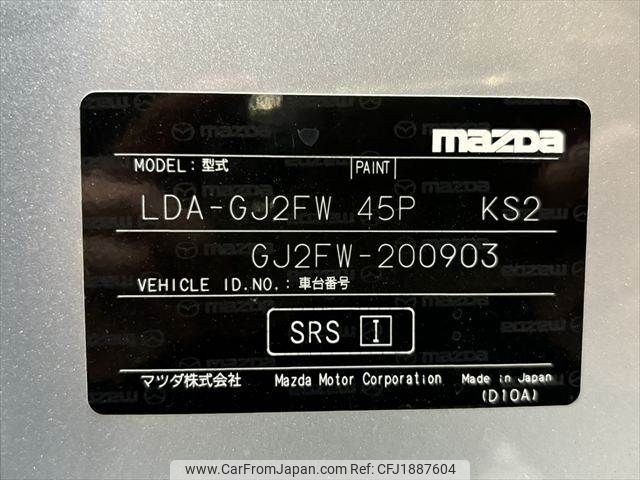 mazda
MODEL : 型式 PAINT
LDA-GJ2FW 45P KS2
GJ2FW-200903
VEHICLE ID.NO. : 車台番号
SRS I
マツダ株式会社 Mazda Motor Corporation Made in Japan
(D10A)
www.CarFromJapan.com - CFJ1887604